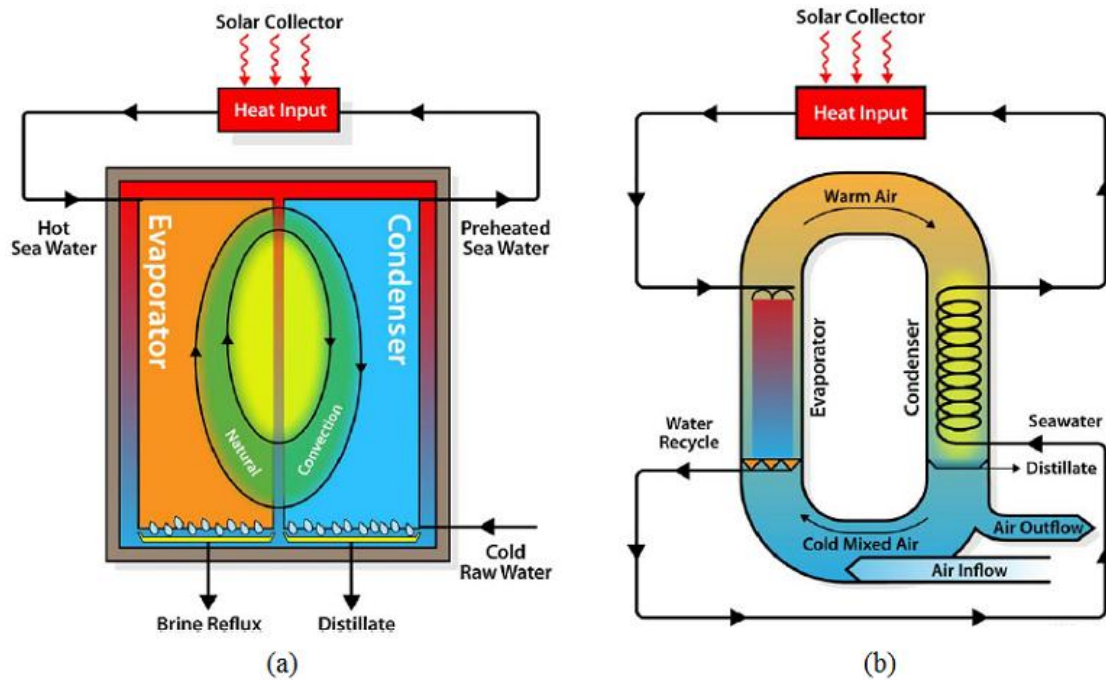 Solar Collector
Heat Input
Hot
Sea Water
Evaporator
Condenser
Preheated
Sea Water
Natural
Convection
Cold
Raw Water
Brine Reflux
Distillate
(a)
Solar Collector
Heat Input
Warm Air
Evaporator
Condenser
Water
Recycle
Seawater
Distillate
Cold Mixed Air
Air Outflow
Air Inflow
(b)